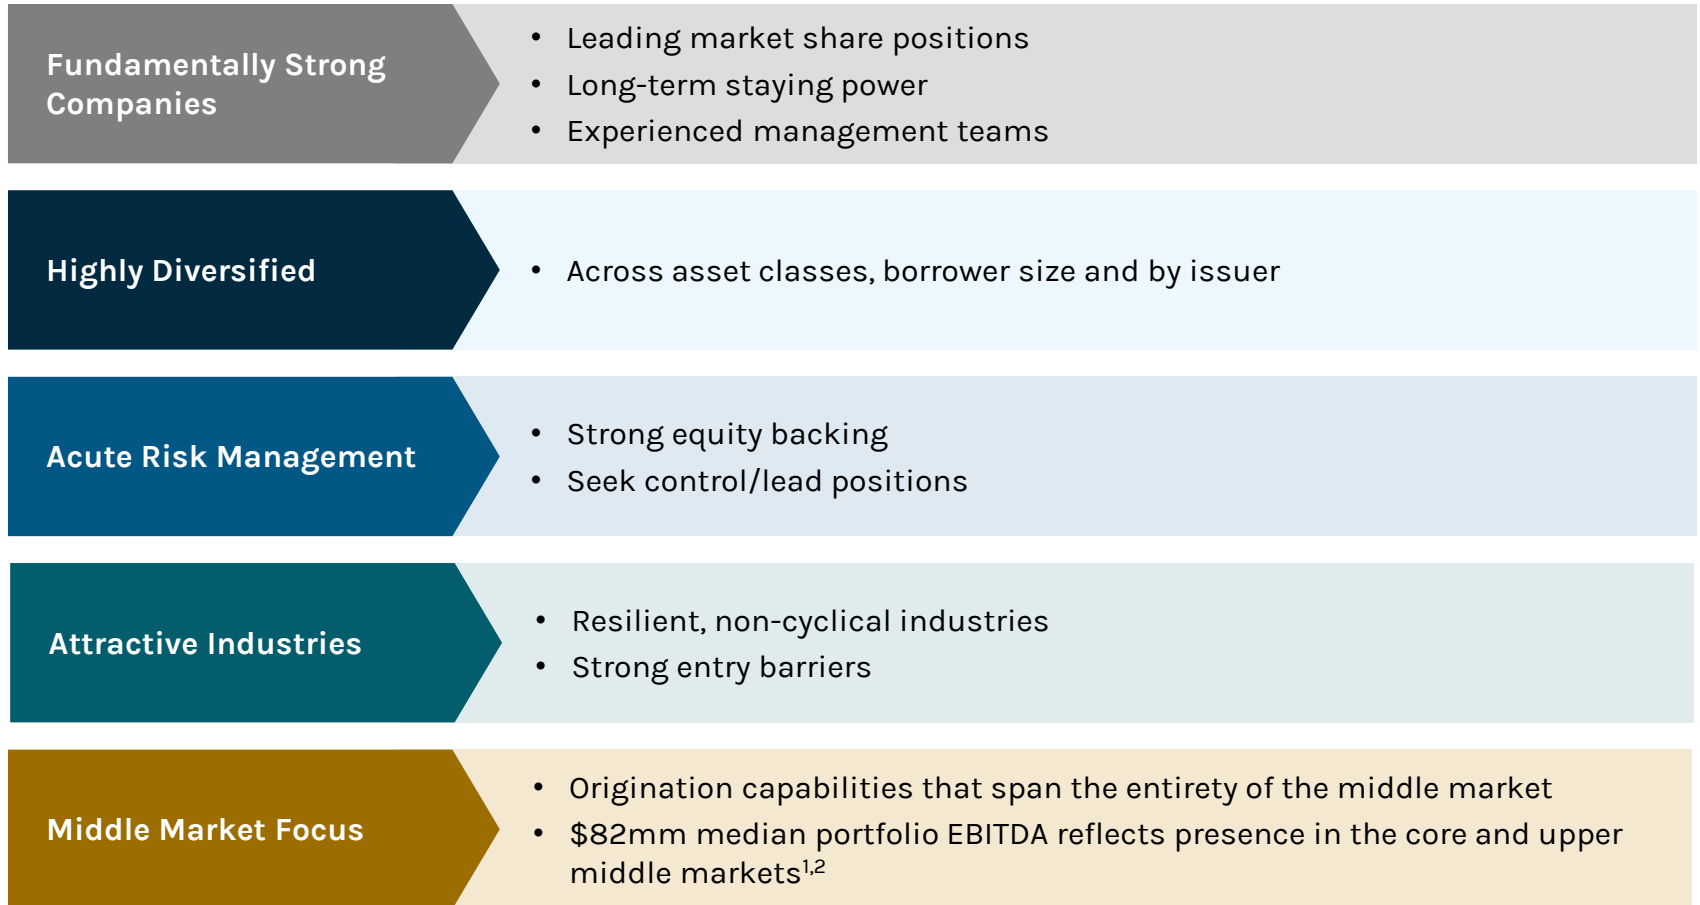 Fundamentally Strong
Companies
• Leading market share positions
• Long-term staying power
• Experienced management teams
Highly Diversified
• Across asset classes, borrower size and by issuer
Acute Risk Management
• Strong equity backing
• Seek control/lead positions
Attractive Industries
• Resilient, non-cyclical industries
• Strong entry barriers
Middle Market Focus
• Origination capabilities that span the entirety of the middle market
• $82mm median portfolio EBITDA reflects presence in the core and upper
middle markets1,2